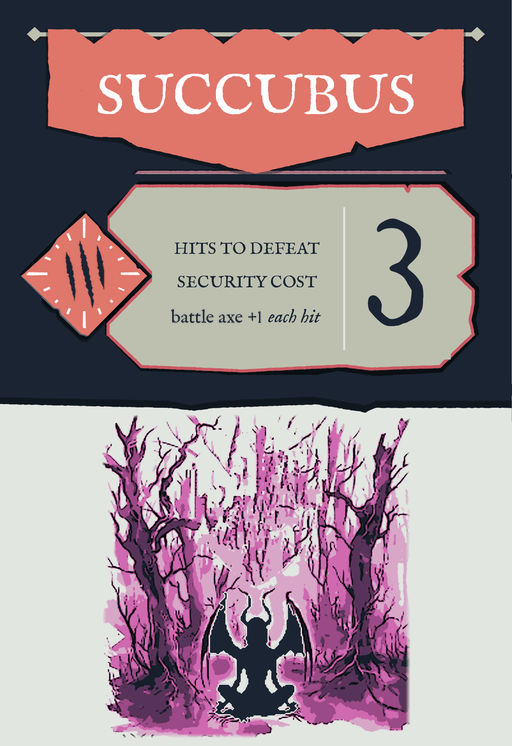 SUCCUBUS
HITS TO DEFEAT
SECURITY COST
battle axe +1 each hit
3